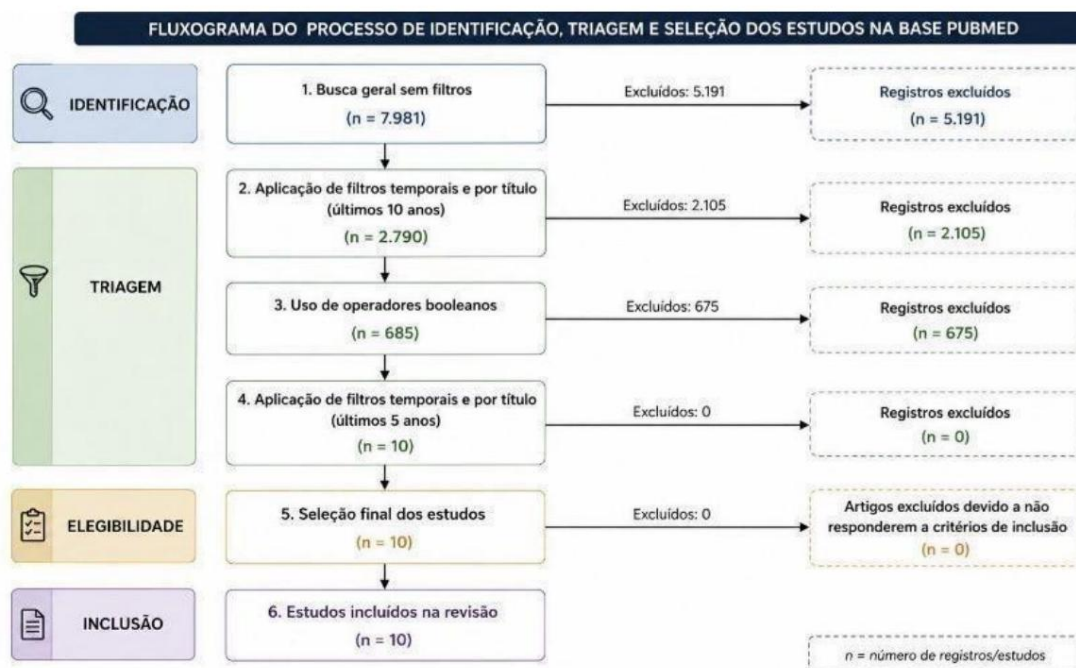 FLUXOGRAMA DO PROCESSO DE IDENTIFICAÇÃO, TRIAGEM E SELEÇÃO DOS ESTUDOS NA BASE PUBMED
IDENTIFICAÇÃO
1. Busca geral sem filtros
(n = 7.981)
Excluídos: 5.191
Registros excluídos
(n = 5.191)
TRIAGEM
2. Aplicação de filtros temporais e por título
(últimos 10 anos)
(n = 2.790)
Excluídos: 2.105
Registros excluídos
(n = 2.105)
3. Uso de operadores booleanos
(n = 685)
Excluídos: 675
Registros excluídos
(n = 675)
4. Aplicação de filtros temporais e por título
(últimos 5 anos)
(n = 10)
Excluídos: 0
Registros excluídos
(n = 0)
ELEGIBILIDADE
5. Seleção final dos estudos
(n = 10)
Excluídos: 0
Artigos excluídos devido a não
responderem a critérios de inclusão
(n = 0)
INCLUSÃO
6. Estudos incluídos na revisão
(n = 10)
n = número de registros/estudos